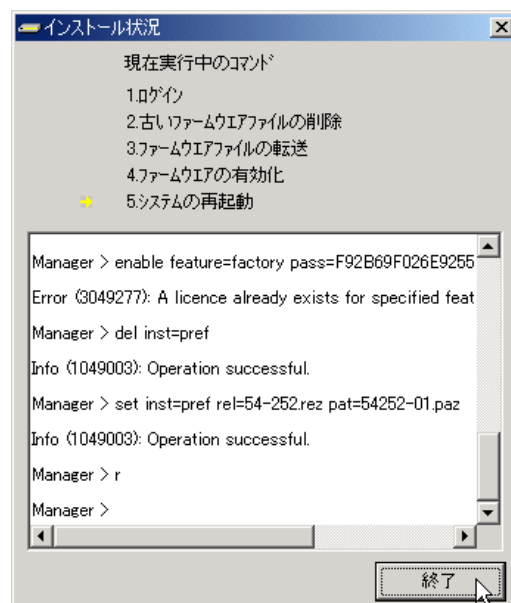 インストール状況
現在実行中のコマンド
1.ログイン
2.古いファームウエアファイルの削除
3.ファームウエアファイルの転送
4.ファームウエアの有効化
5.システムの再起動
Manager > enable feature=factory pass=F92B69F026E9255
Error (3049277): A licence already exists for specified feat
Manager > del inst=pref
Info (1049003): Operation successful.
Manager > set inst=pref rel=54-252.rez pat=54252-01.paz
Info (1049003): Operation successful.
Manager > r
Manager >
終了